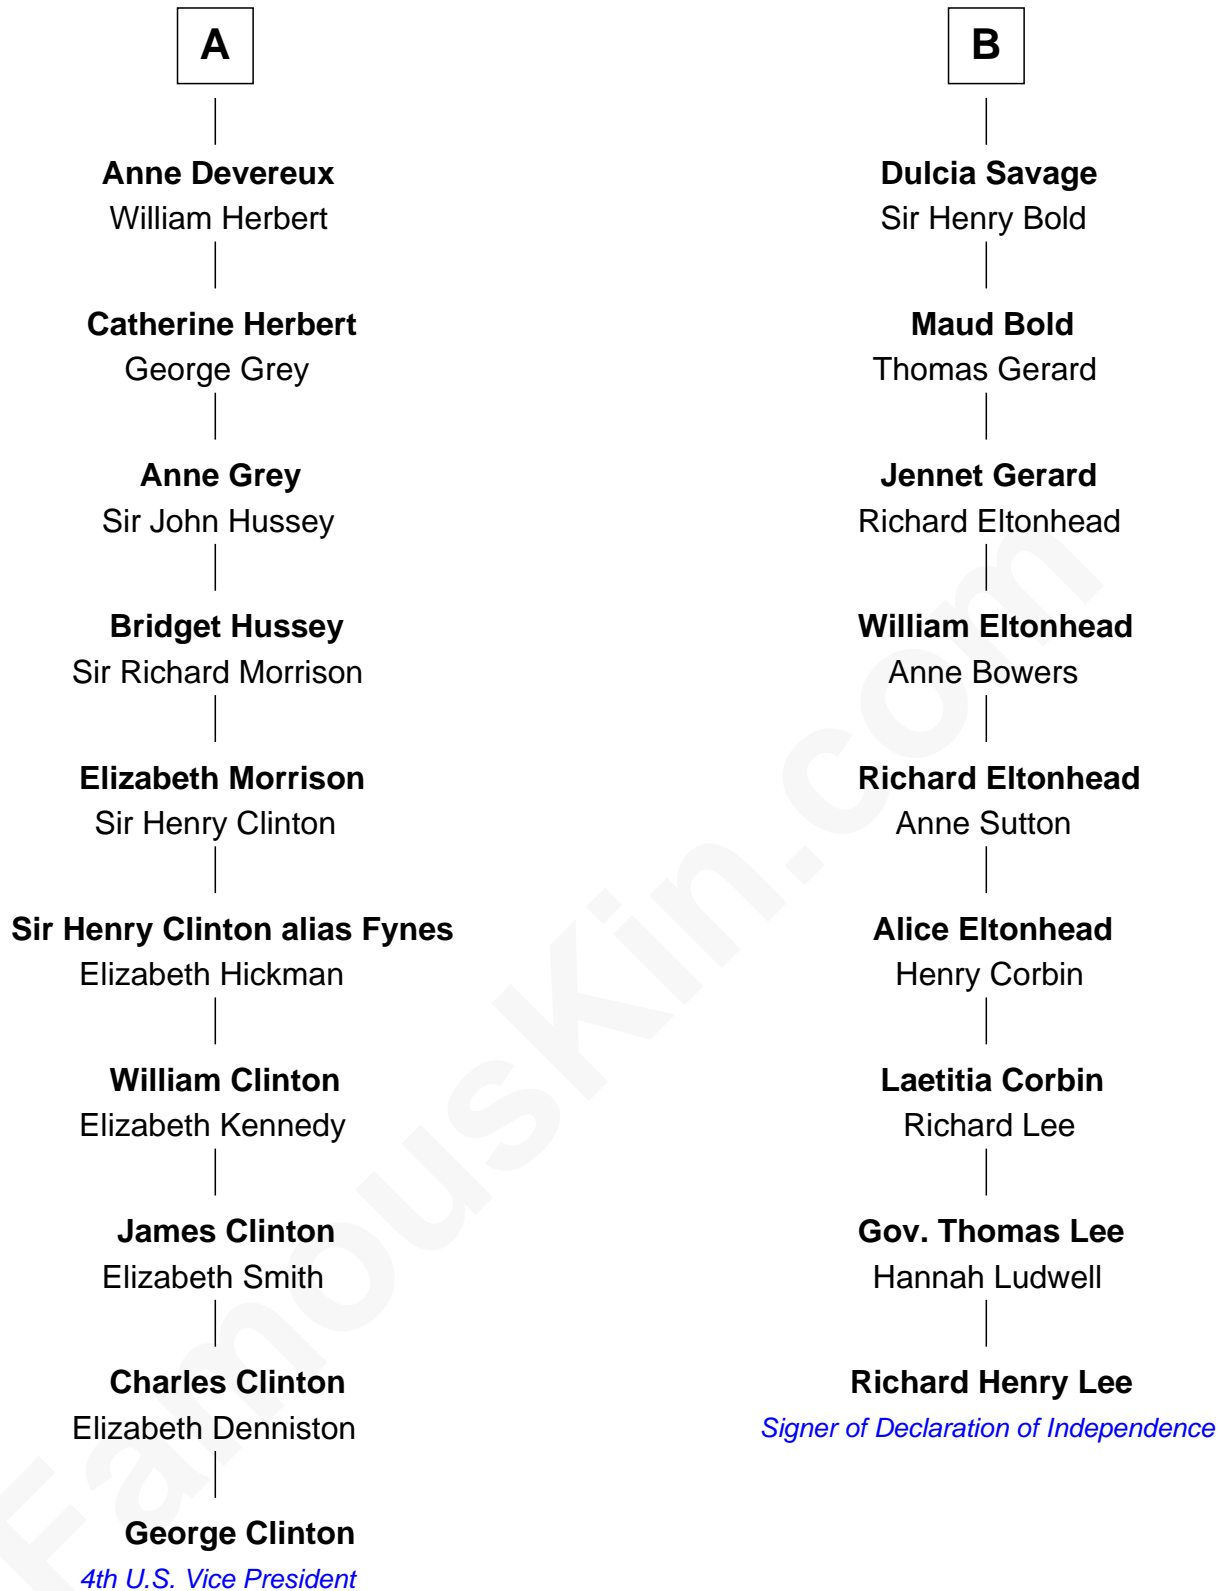 A
Anne Devereux
William Herbert
Catherine Herbert
George Grey
Anne Grey
Sir John Hussey
Bridget Hussey
Sir Richard Morrison
Elizabeth Morrison
Sir Henry Clinton
Sir Henry Clinton alias Fynes
Elizabeth Hickman
William Clinton
Elizabeth Kennedy
James Clinton
Elizabeth Smith
Charles Clinton
Elizabeth Denniston
George Clinton
4th U.S. Vice President
B
Dulcia Savage
Sir Henry Bold
Maud Bold
Thomas Gerard
Jennet Gerard
Richard Eltonhead
William Eltonhead
Anne Bowers
Richard Eltonhead
Anne Sutton
Alice Eltonhead
Henry Corbin
Laetitia Corbin
Richard Lee
Gov. Thomas Lee
Hannah Ludwell
Richard Henry Lee
Signer of Declaration of Independence
FamousKin.com